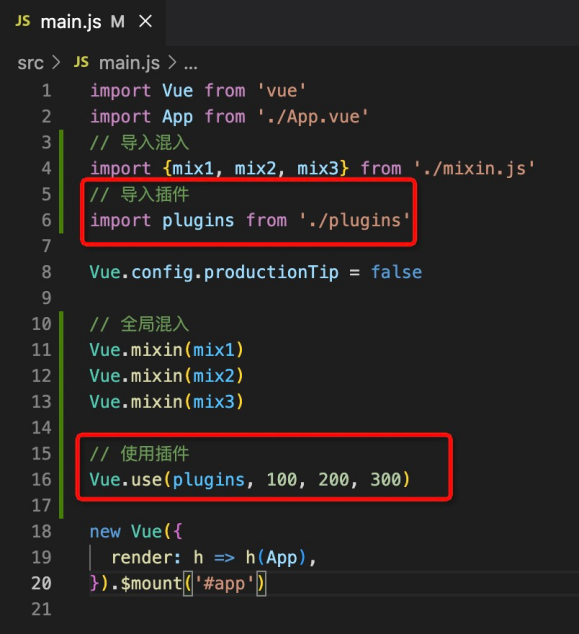 JS main.js M ×
src > JS main.js > ...
1 import Vue from 'vue'
2 import App from './App.vue'
3 // 导入混入
4 import {mix1, mix2, mix3} from './mixin.js'
5 // 导入插件
6 import plugins from './plugins'
7
8 Vue.config.productionTip = false
9
10 // 全局混入
11 Vue.mixin(mix1)
12 Vue.mixin(mix2)
13 Vue.mixin(mix3)
14
15 // 使用插件
16 Vue.use(plugins, 100, 200, 300)
17
18 new Vue({
19 render: h => h(App),
20 }).$mount('#app')
21